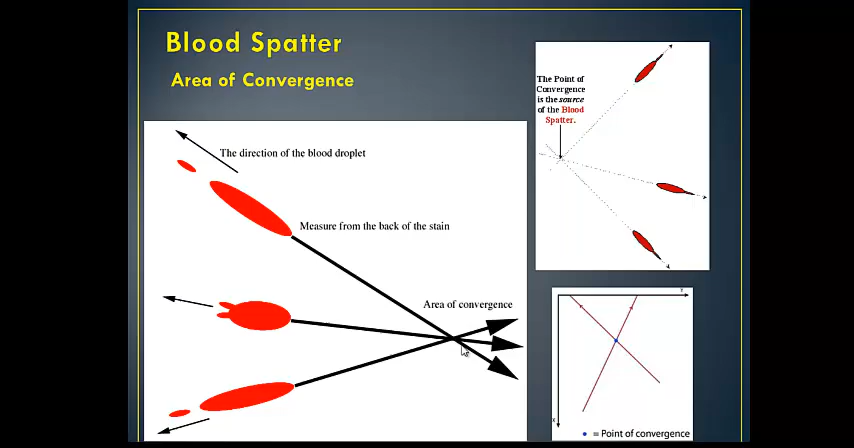 Blood Spatter
Area of Convergence
The direction of the blood droplet
Measure from the back of the stain
Area of convergence
The Point of
Convergence
is the source
of the Blood
Spatter.
Y
X
= Point of convergence